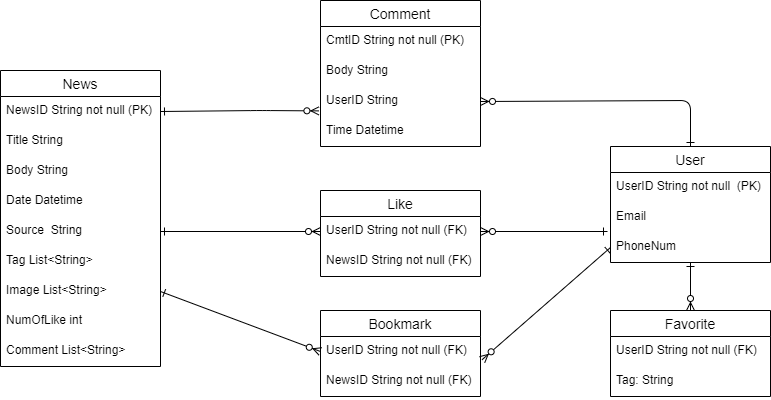 Comment
CmtID String not null (PK)
Body String
UserID String
Time Datetime
News
NewsID String not null (PK)
Title String
Body String
Date Datetime
Source  String
Tag List<String>
Image List<String>
NumOfLike int
Comment List<String>
Like
UserID String not null (FK)
NewsID String not null (FK)
Bookmark
UserID String not null (FK)
NewsID String not null (FK)
User
UserID String not null  (PK)
Email
PhoneNum
Favorite
UserID String not null (FK)
Tag: String